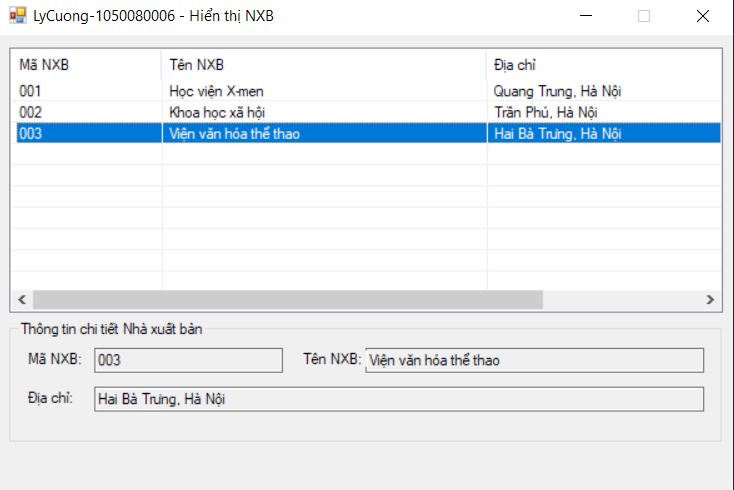 LyCuong-1050080006 - Hiển thị NXB
Mã NXB Tên NXB Địa chỉ
001 Học viện X-men Quang Trung, Hà Nội
002 Khoa học xã hội Trần Phú, Hà Nội
003 Viện văn hóa thể thao Hai Bà Trưng, Hà Nội
Thông tin chi tiết Nhà xuất bản
Mã NXB: 003 Tên NXB: Viện văn hóa thể thao
Địa chỉ: Hai Bà Trưng, Hà Nội